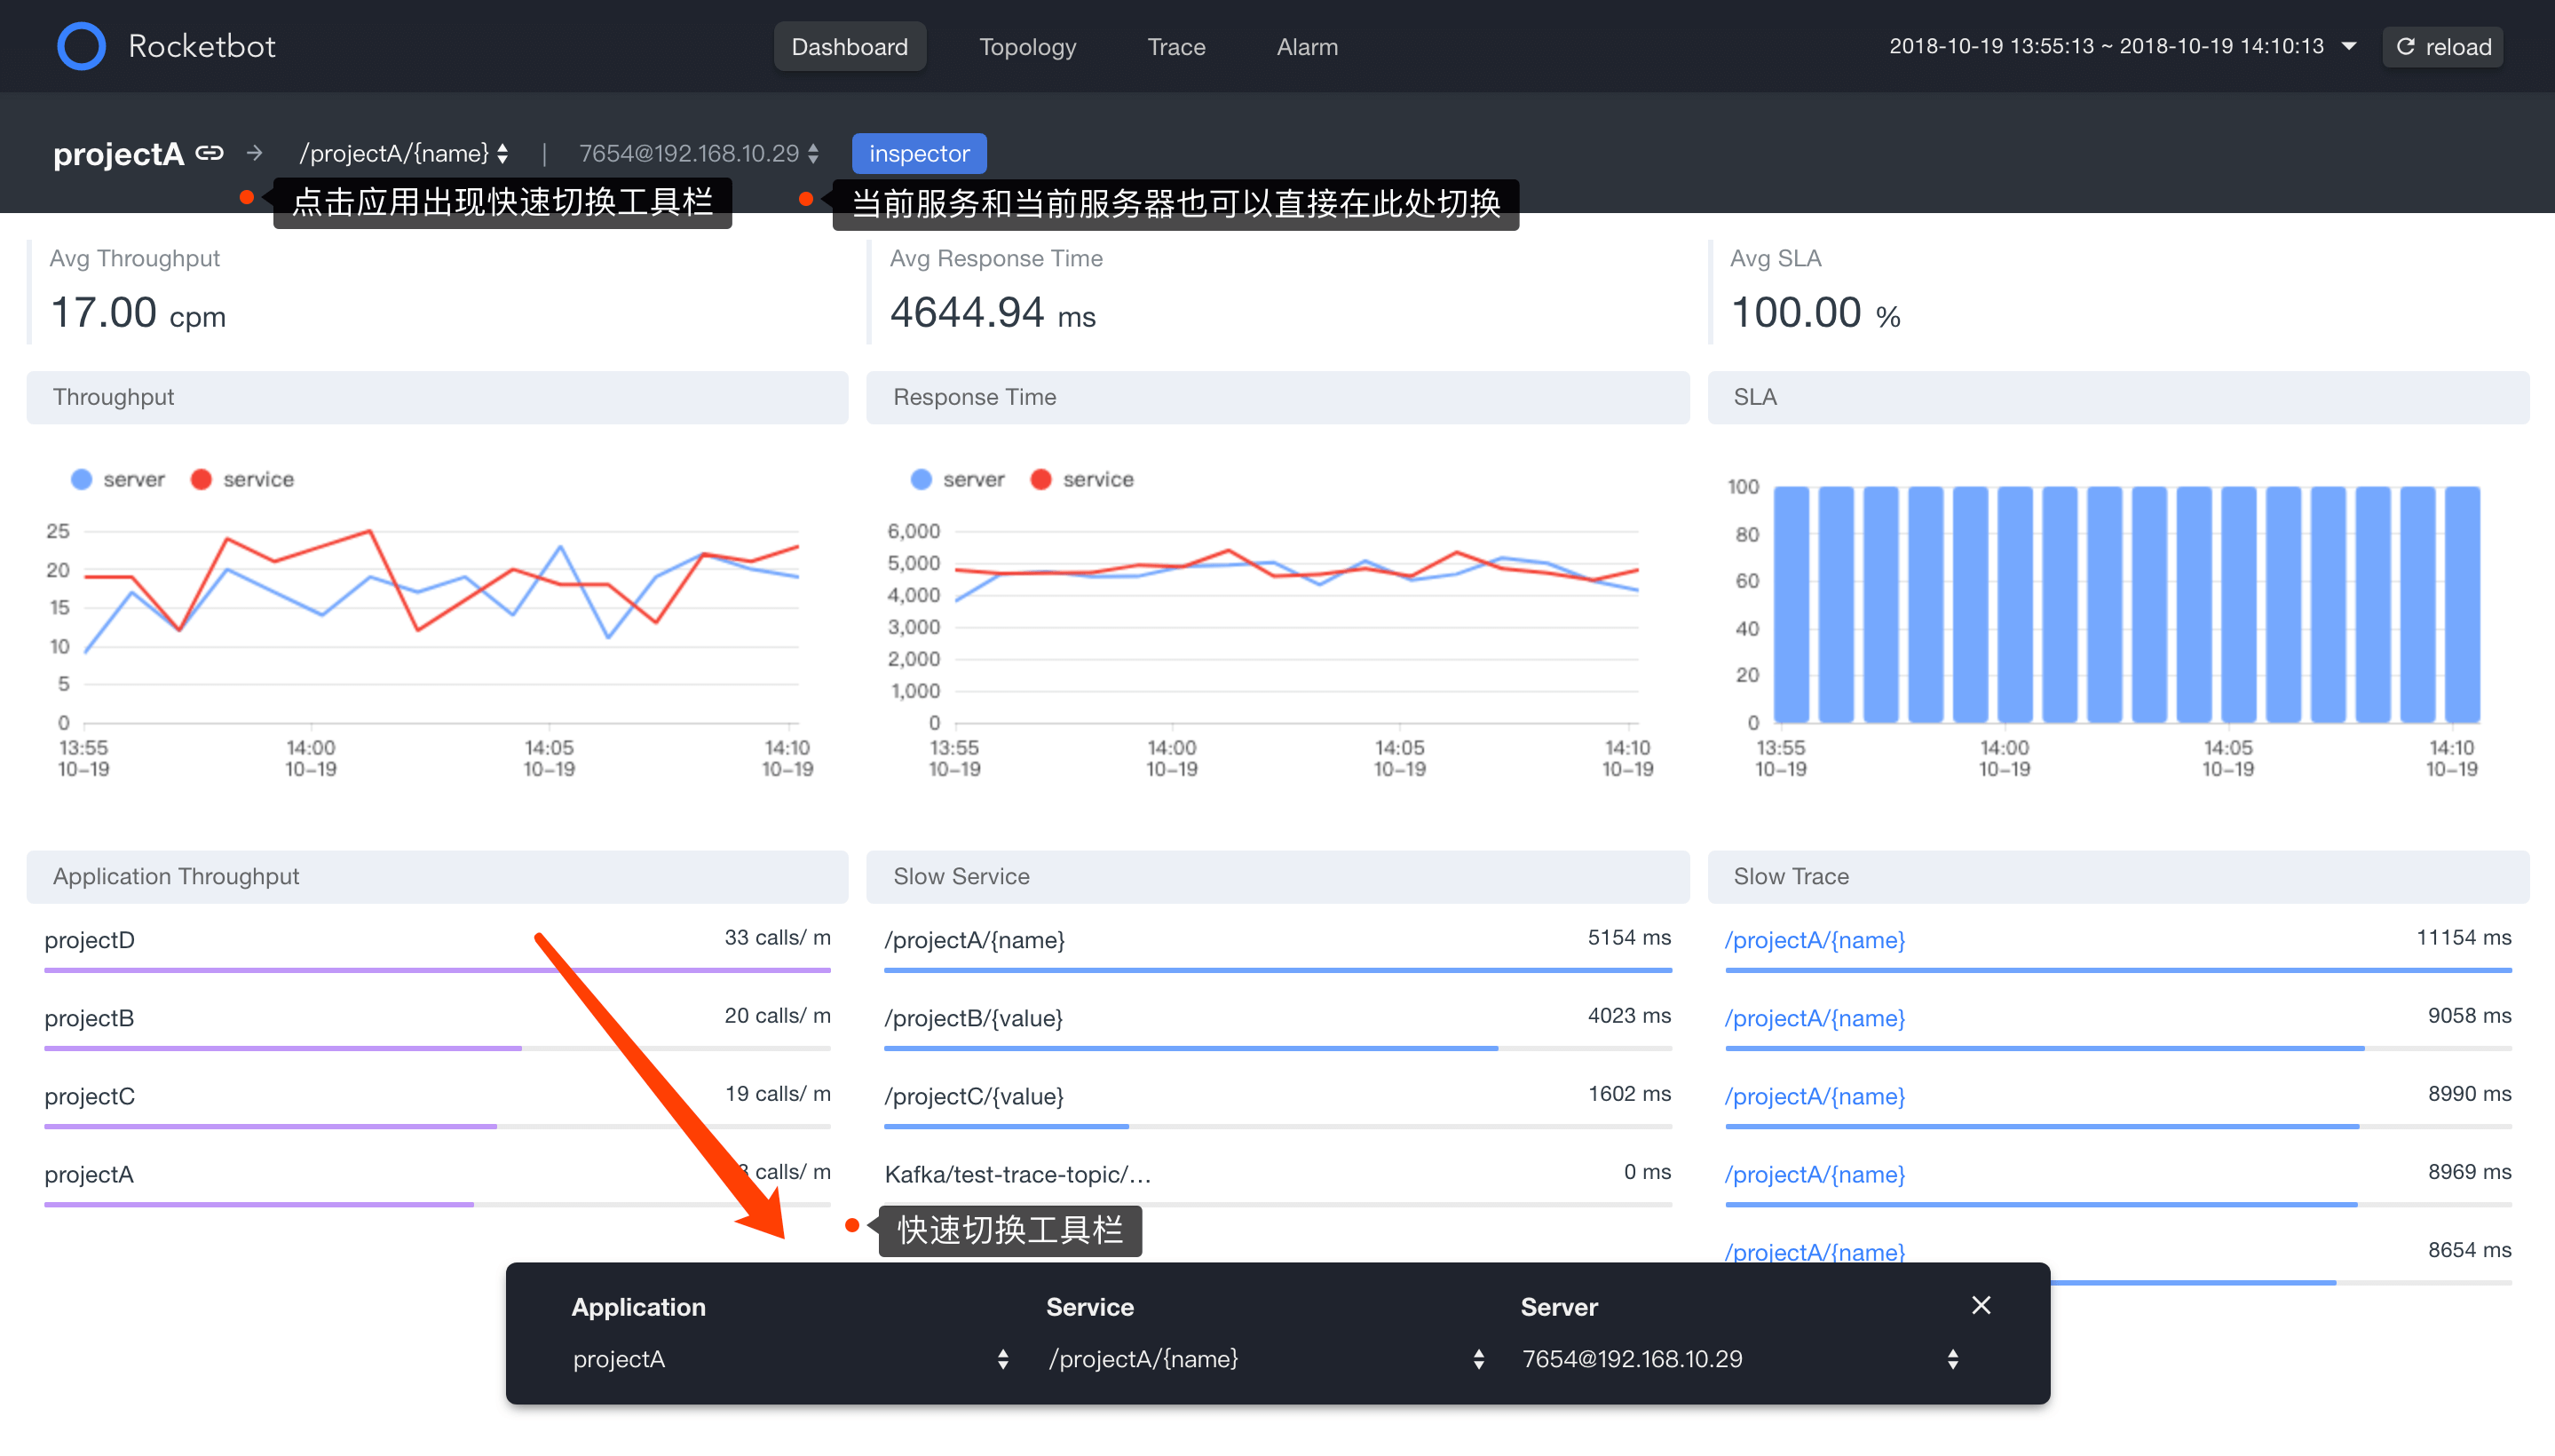 Rocketbot
Dashboard Topology Trace Alarm
2018-10-19 13:55:13 ~ 2018-10-19 14:10:13 reload
projectA /projectA/{name} | 7654@192.168.10.29 inspector
点击应用出现快速切换工具栏
当前服务和当前服务器也可以直接在此处切换
Avg Throughput
17.00 cpm
Avg Response Time
4644.94 ms
Avg SLA
100.00 %
Throughput
server service
25
20
15
10
5
0
13:55 14:00 14:05 14:10
10-19 10-19 10-19 10-19
Response Time
server service
6,000
5,000
4,000
3,000
2,000
1,000
0
13:55 14:00 14:05 14:10
10-19 10-19 10-19 10-19
SLA
100
80
60
40
20
0
13:55 14:00 14:05 14:10
10-19 10-19 10-19 10-19
Application Throughput
projectD 33 calls/ m
projectB 20 calls/ m
projectC 19 calls/ m
projectA calls/ m
Slow Service
/projectA/{name} 5154 ms
/projectB/{value} 4023 ms
/projectC/{value} 1602 ms
Kafka/test-trace-topic/... 0 ms
Slow Trace
/projectA/{name} 11154 ms
/projectA/{name} 9058 ms
/projectA/{name} 8990 ms
/projectA/{name} 8969 ms
/projectA/{name} 8654 ms
快速切换工具栏
Application Service Server
projectA /projectA/{name} 7654@192.168.10.29